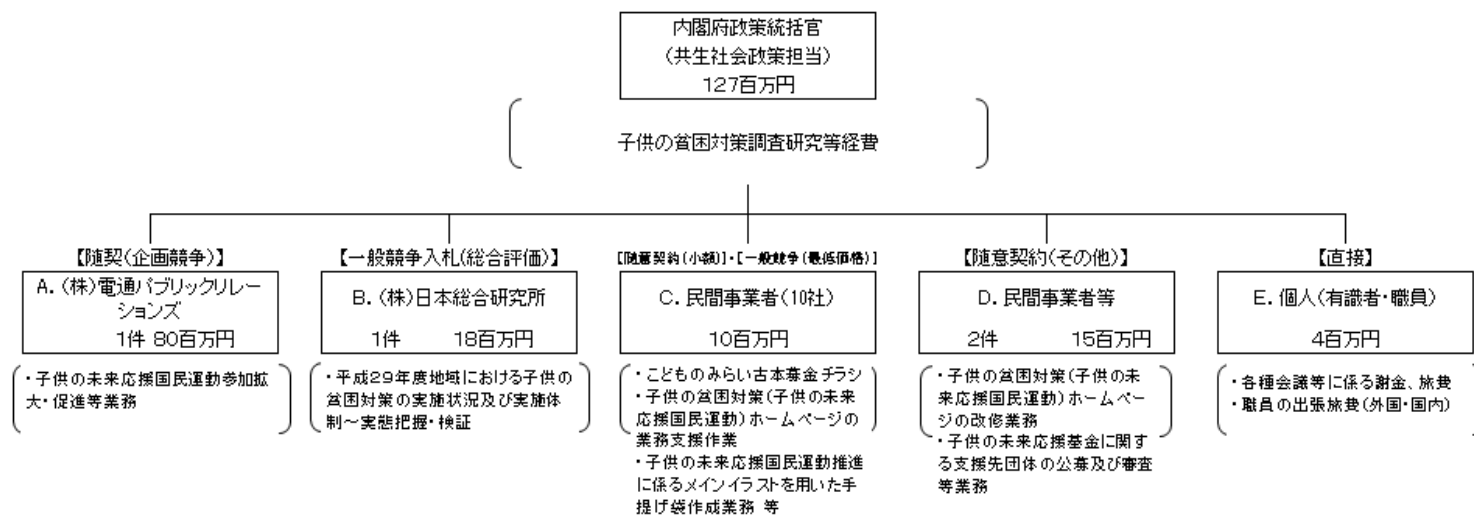 内閣府政策統括官
(共生社会政策担当)
127百万円
子供の貧困対策調査研究等経費
【随契(企画競争)】
A. (株)電通パブリックリレー
ションズ
1件 80百万円
・子供の未来応援国民運動参加拡
大・促進等業務
【一般競争入札(総合評価)】
B. (株)日本総合研究所
1件 18百万円
・平成29年度地域における子供の
貧困対策の実施状況及び実施体
制~実態把握・検証
【随意契約(小額)】・【一般競争(最低価格)】
C. 民間事業者(10社)
10百万円
・こどものみらい古本募金チラシ
・子供の貧困対策(子供の未来
応援国民運動)ホームページの
業務支援作業
・子供の未来応援国民運動推進
に係るメインイラストを用いた手
提げ袋作成業務 等
【随意契約(その他)】
D. 民間事業者等
2件 15百万円
・子供の貧困対策(子供の未
来応援国民運動)ホームペー
ジの改修業務
・子供の未来応援基金に関す
る支援先団体の公募及び審査
等業務
【直接】
E. 個人(有識者・職員)
4百万円
・各種会議等に係る謝金、旅費
・職員の出張旅費(外国・国内)